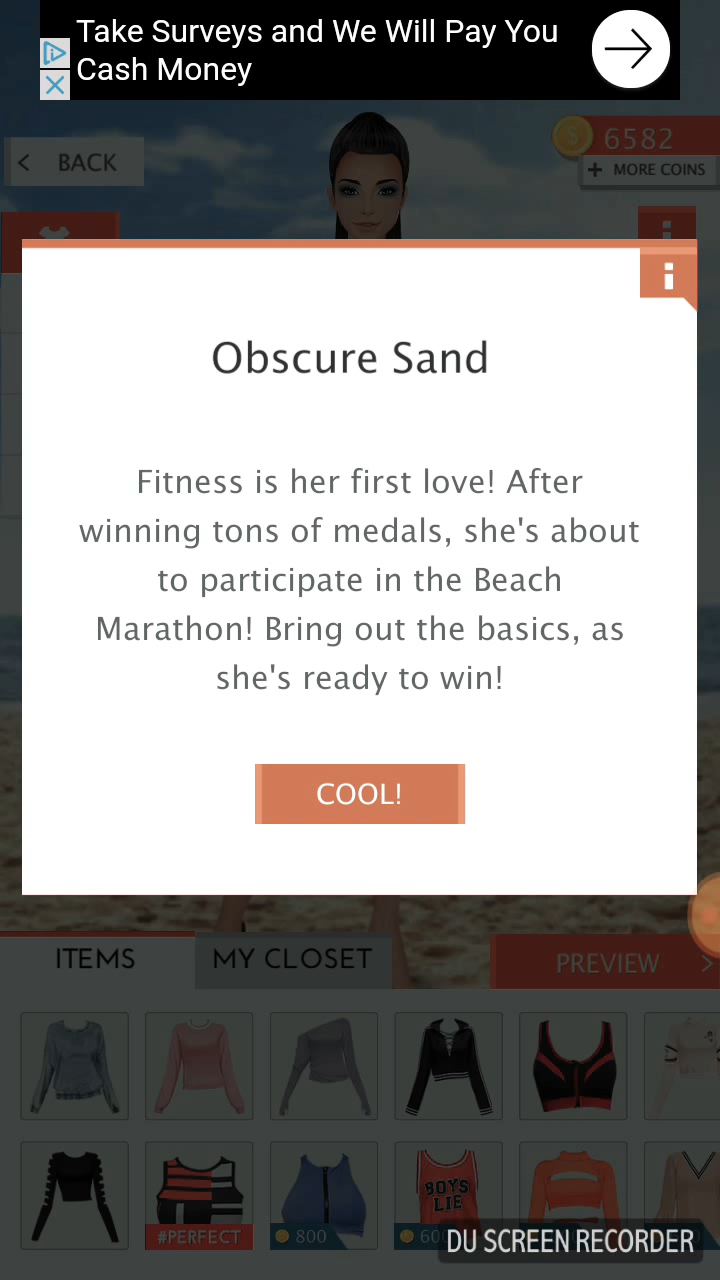 Take Surveys and We Will Pay You
Cash Money
6582
< BACK
+ MORE COINS
Obscure Sand
Fitness is her first love! After
winning tons of medals, she's about
to participate in the Beach
Marathon! Bring out the basics, as
she's ready to win!
COOL!
ITEMS
MY CLOSET
PREVIEW >
BOYS
LIE
#PERFECT
800
DU SCREEN RECORDER